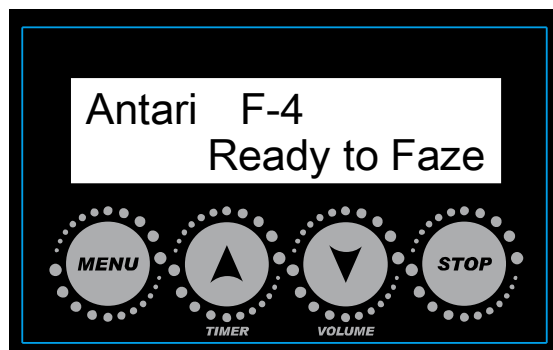 Antari F-4
Ready to Faze
MENU
STOP
TIMER
VOLUME